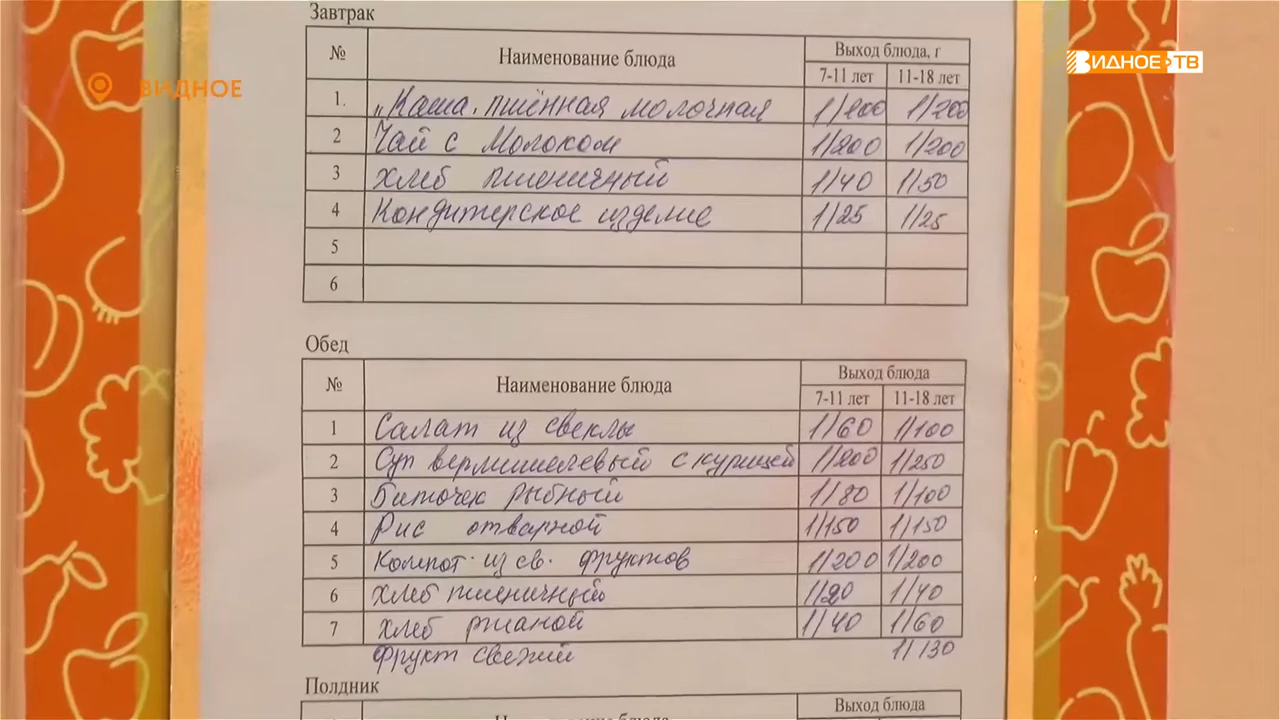 Завтрак
№ Наименование блюда Выход блюда, г
7-11 лет 11-18 лет
ВИДНОЕ ТВ
ВИДНОЕ
1. „Каша. пшённая молочная 1/200 1/200
2 Чай с Молоком 1/200 1/200
3 хлеб пшеничный 1/40 1/50
4 Кондитерское изделие 1/25 1/25
5
6
Обед
№ Наименование блюда Выход блюда
7-11 лет 11-18 лет
1 Салат из свеклы 1/60 1/100
2 Суп вермишелевый с курицей 1/200 1/250
3 Биточек рыбный 1/80 1/100
4 Рис отварной 1/150 1/150
5 Компот из св. фруктов 1/200 1/200
6 хлеб пшеничный 1/20 1/40
7 хлеб ржаной 1/40 1/60
фрукт свежий 1/130
Полдник
Наименование блюда Выход блюда